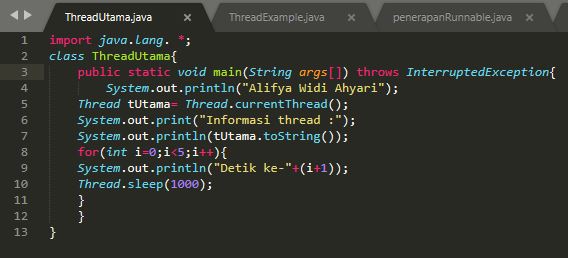 ThreadUtama.java × ThreadExample.java × penerapanRunnable.java ×
1 import java.lang. *;
2 class ThreadUtama{
3 public static void main(String args[]) throws InterruptedException{
4 System.out.println("Alifya Widi Ahyari");
5 Thread tUtama= Thread.currentThread();
6 System.out.print("Informasi thread :");
7 System.out.println(tUtama.toString());
8 for(int i=0;i<5;i++){
9 System.out.println("Detik ke-"+(i+1));
10 Thread.sleep(1000);
11 }
12 }
13 }